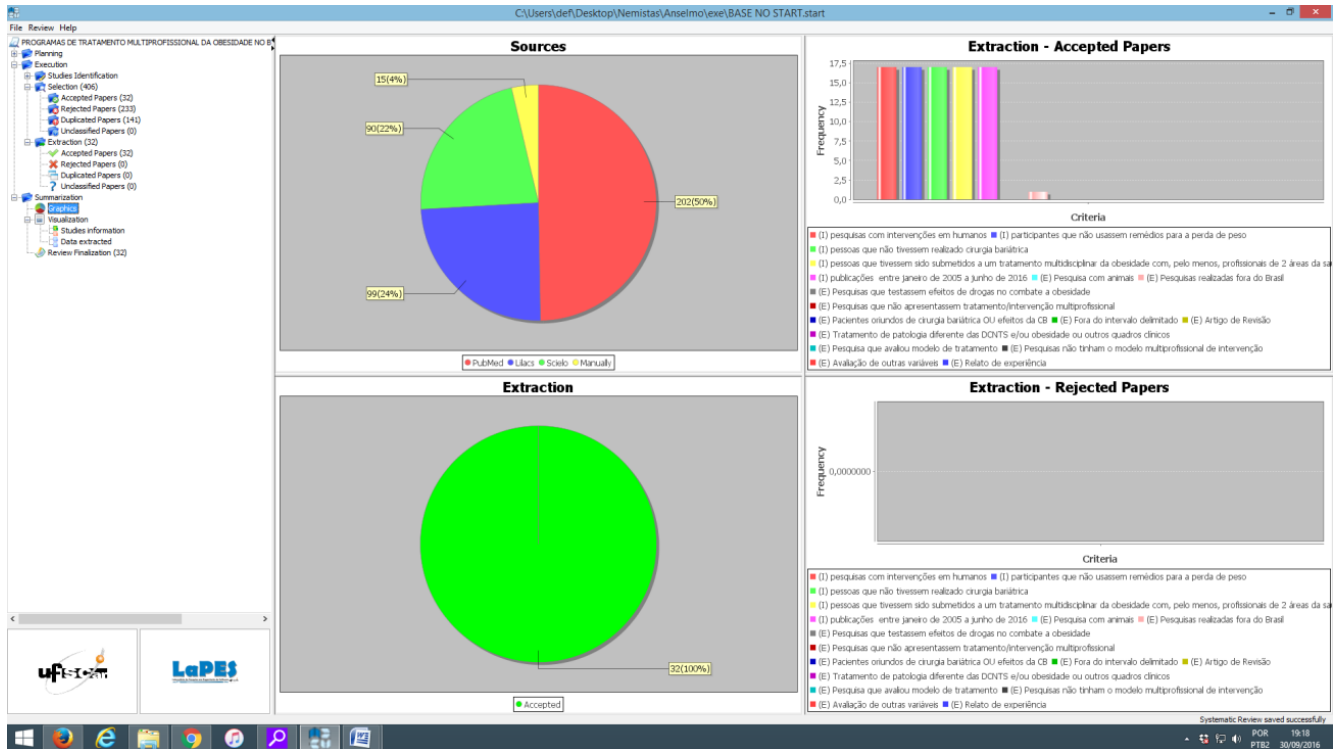 C:\Users\def\Desktop\Nemistas\Anselmo\exe\BASE NO START.start
File Review Help
PROGRAMAS DE TRATAMENTO MULTIPROFISSIONAL DA OBESIDADE NO B
Planning
Execution
Studies Identification
Selection (406)
Accepted Papers (32)
Rejected Papers (233)
Duplicated Papers (141)
Unclassified Papers (0)
Extraction (32)
Accepted Papers (32)
Rejected Papers (0)
Duplicated Papers (0)
Unclassified Papers (0)
Summarization
Graphics
Visualization
Studies information
Data extracted
Review Finalization (32)
ufscar
LaPES
Sources
15(4%)
90(22%)
202(50%)
99(24%)
PubMed Lilacs Scielo Manually
Extraction - Accepted Papers
Frequency
17,5
15,0
12,5
10,0
7,5
5,0
2,5
0,0
Criteria
(I) pesquisas com intervenções em humanos (I) participantes que não usassem remédios para a perda de peso
(I) pessoas que não tivessem realizado cirurgia bariátrica
(I) pessoas que tivessem sido submetidos a um tratamento multidisciplinar da obesidade com, pelo menos, profissionais de 2 áreas da sa
(I) publicações entre janeiro de 2005 a junho de 2016 (E) Pesquisa com animais (E) Pesquisas realizadas fora do Brasil
(E) Pesquisas que testassem efeitos de drogas no combate a obesidade
(E) Pesquisas que não apresentassem tratamento/intervenção multiprofissional
(E) Pacientes oriundos de cirurgia bariátrica OU efeitos da CB (E) Fora do intervalo delimitado (E) Artigo de Revisão
(E) Tratamento de patologia diferente das DCNTS e/ou obesidade ou outros quadros clínicos
(E) Pesquisa que avaliou modelo de tratamento (E) Pesquisas não tinham o modelo multiprofissional de intervenção
(E) Avaliação de outras variáveis (E) Relato de experiência
Extraction
32(100%)
Accepted
Extraction - Rejected Papers
Frequency
0,0000000
Criteria
(I) pesquisas com intervenções em humanos (I) participantes que não usassem remédios para a perda de peso
(I) pessoas que não tivessem realizado cirurgia bariátrica
(I) pessoas que tivessem sido submetidos a um tratamento multidisciplinar da obesidade com, pelo menos, profissionais de 2 áreas da sa
(I) publicações entre janeiro de 2005 a junho de 2016 (E) Pesquisa com animais (E) Pesquisas realizadas fora do Brasil
(E) Pesquisas que testassem efeitos de drogas no combate a obesidade
(E) Pesquisas que não apresentassem tratamento/intervenção multiprofissional
(E) Pacientes oriundos de cirurgia bariátrica OU efeitos da CB (E) Fora do intervalo delimitado (E) Artigo de Revisão
(E) Tratamento de patologia diferente das DCNTS e/ou obesidade ou outros quadros clínicos
(E) Pesquisa que avaliou modelo de tratamento (E) Pesquisas não tinham o modelo multiprofissional de intervenção
(E) Avaliação de outras variáveis (E) Relato de experiência
Systematic Review saved successfully
POR 19:18
PTB2 30/09/2016